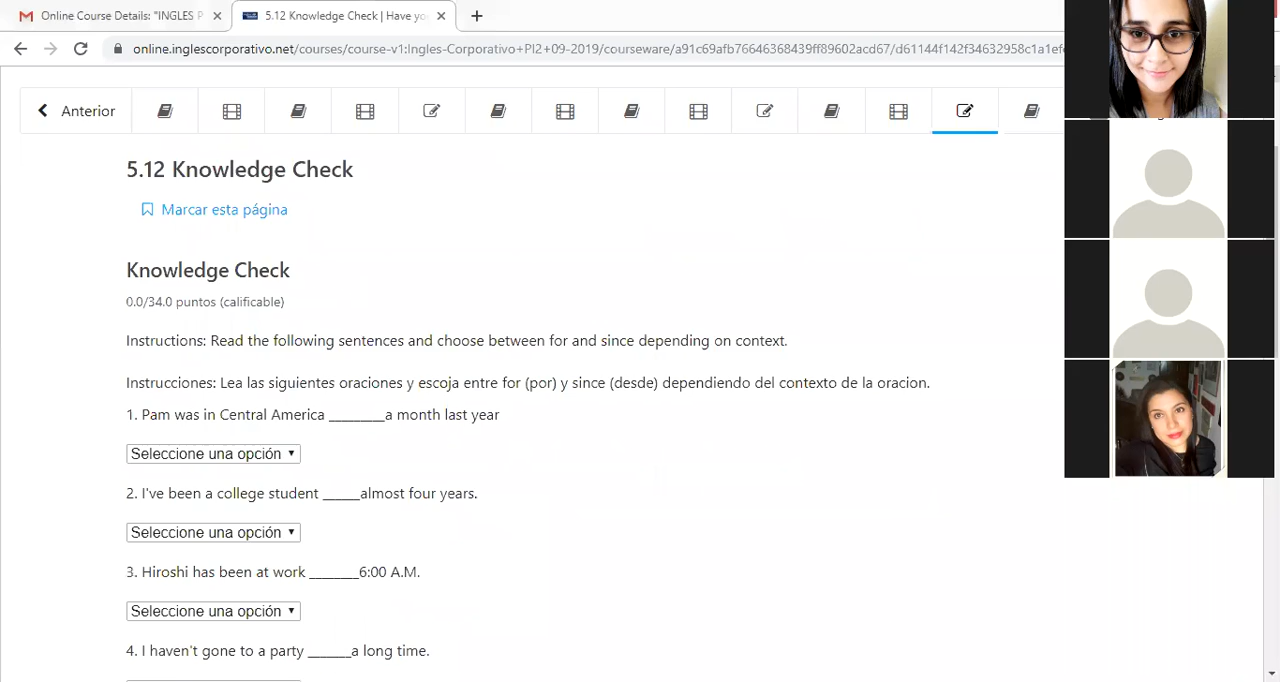 Online Course Details: "INGLES P
5.12 Knowledge Check | Have yo
online.inglescorporativo.net/courses/course-v1:Ingles-Corporativo+PI2+09-2019/courseware/a91c69afb76646368439ff89602acd67/d61144f142f34632958c1a1ef
Anterior
5.12 Knowledge Check
Marcar esta página
Knowledge Check
0.0/34.0 puntos (calificable)
Instructions: Read the following sentences and choose between for and since depending on context.
Instrucciones: Lea las siguientes oraciones y escoja entre for (por) y since (desde) dependiendo del contexto de la oracion.
1. Pam was in Central America ________a month last year
Seleccione una opción
2. I've been a college student _____almost four years.
Seleccione una opción
3. Hiroshi has been at work _______6:00 A.M.
Seleccione una opción
4. I haven't gone to a party ______a long time.